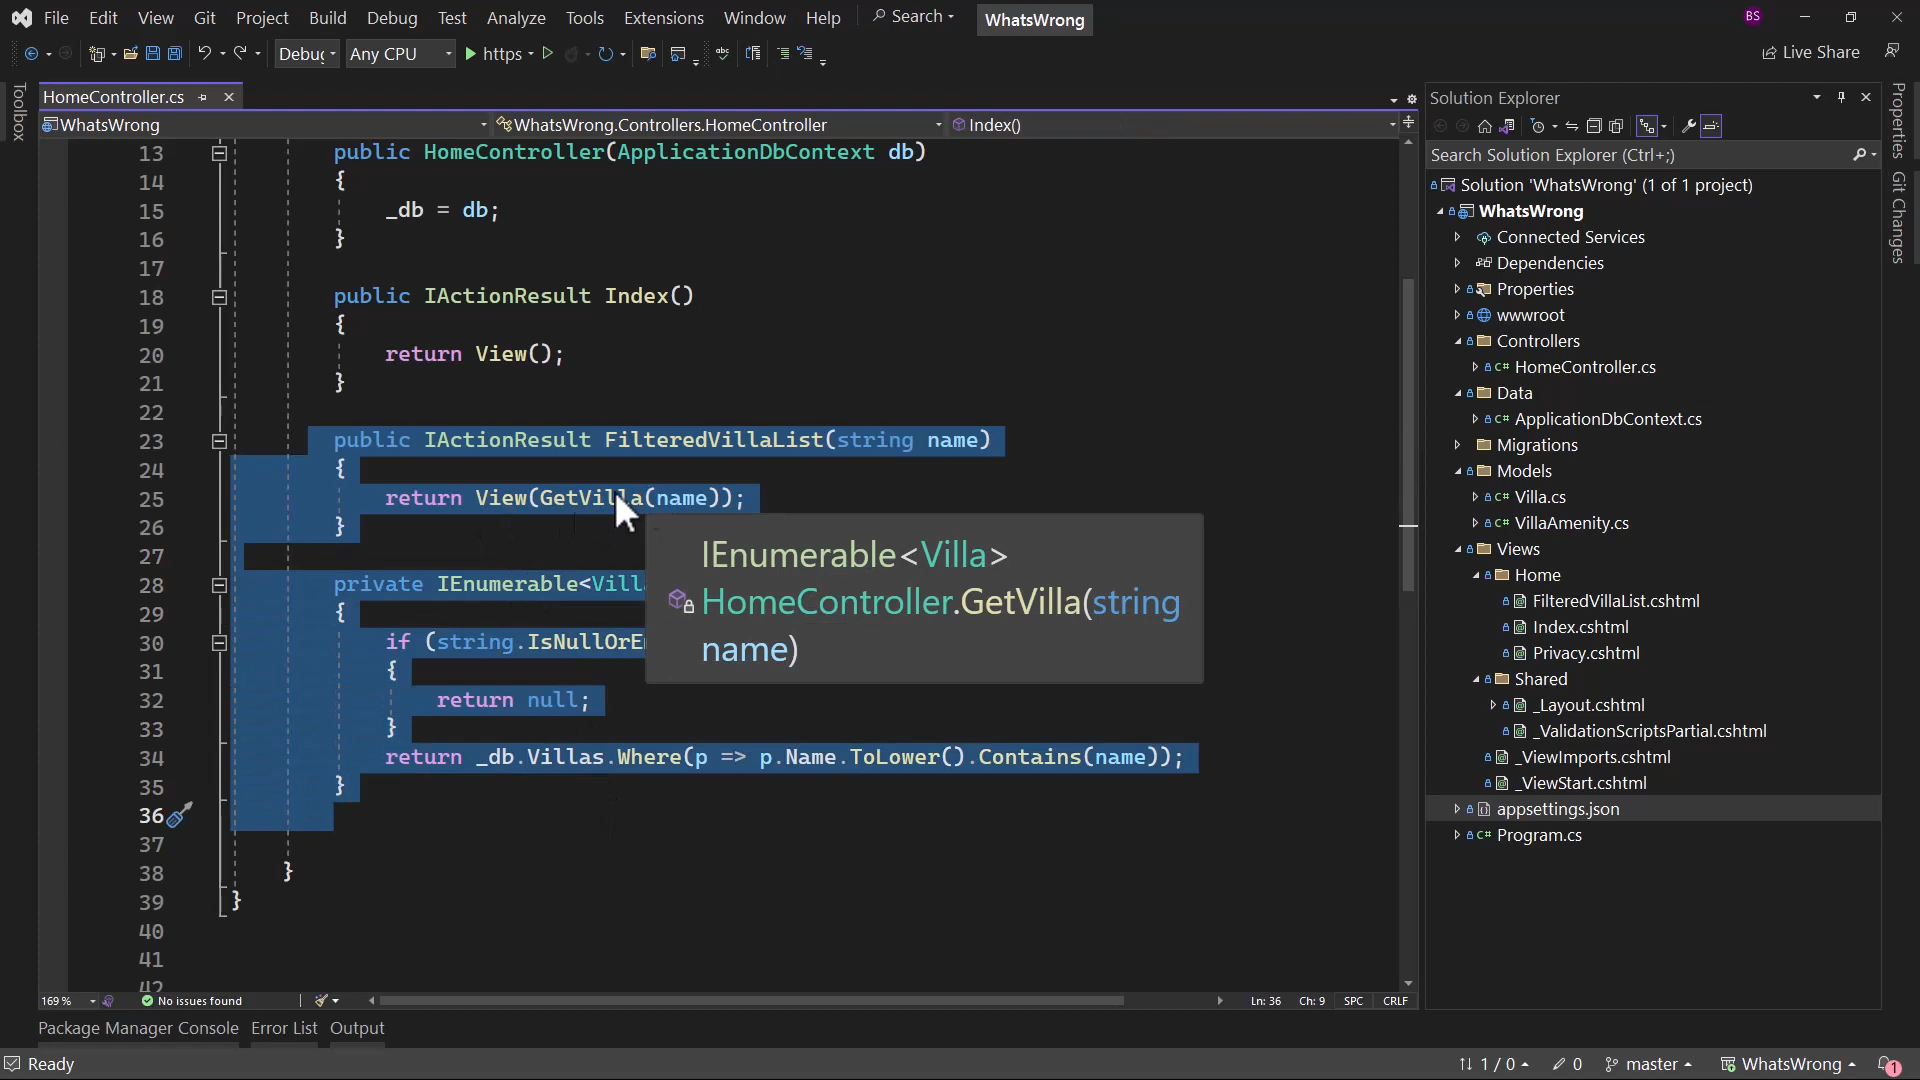 File Edit View Git Project Build Debug Test Analyze Tools Extensions Window Help Search WhatsWrong BS
Debug Any CPU https Live Share
HomeController.cs
WhatsWrong WhatsWrong.Controllers.HomeController Index()
13 public HomeController(ApplicationDbContext db)
14 {
15 _db = db;
16 }
17
18 public IActionResult Index()
19 {
20 return View();
21 }
22
23 public IActionResult FilteredVillaList(string name)
24 {
25 return View(GetVilla(name));
26 }
27
28 private IEnumerable<Villa
29 {
30 if (string.IsNullOrEm
31 {
32 return null;
33 }
34 return _db.Villas.Where(p => p.Name.ToLower().Contains(name));
35 }
36
37
38 }
39 }
40
41
42
IEnumerable<Villa>
HomeController.GetVilla(string
name)
169 % No issues found Ln: 36 Ch: 9 SPC CRLF
Package Manager Console Error List Output
Ready 1 / 0 0 master WhatsWrong 1
Toolbox
Solution Explorer
Search Solution Explorer (Ctrl+;)
Solution 'WhatsWrong' (1 of 1 project)
WhatsWrong
Connected Services
Dependencies
Properties
wwwroot
Controllers
C# HomeController.cs
Data
C# ApplicationDbContext.cs
Migrations
Models
C# Villa.cs
C# VillaAmenity.cs
Views
Home
FilteredVillaList.cshtml
Index.cshtml
Privacy.cshtml
Shared
_Layout.cshtml
_ValidationScriptsPartial.cshtml
_ViewImports.cshtml
_ViewStart.cshtml
appsettings.json
C# Program.cs
Properties
Git Changes